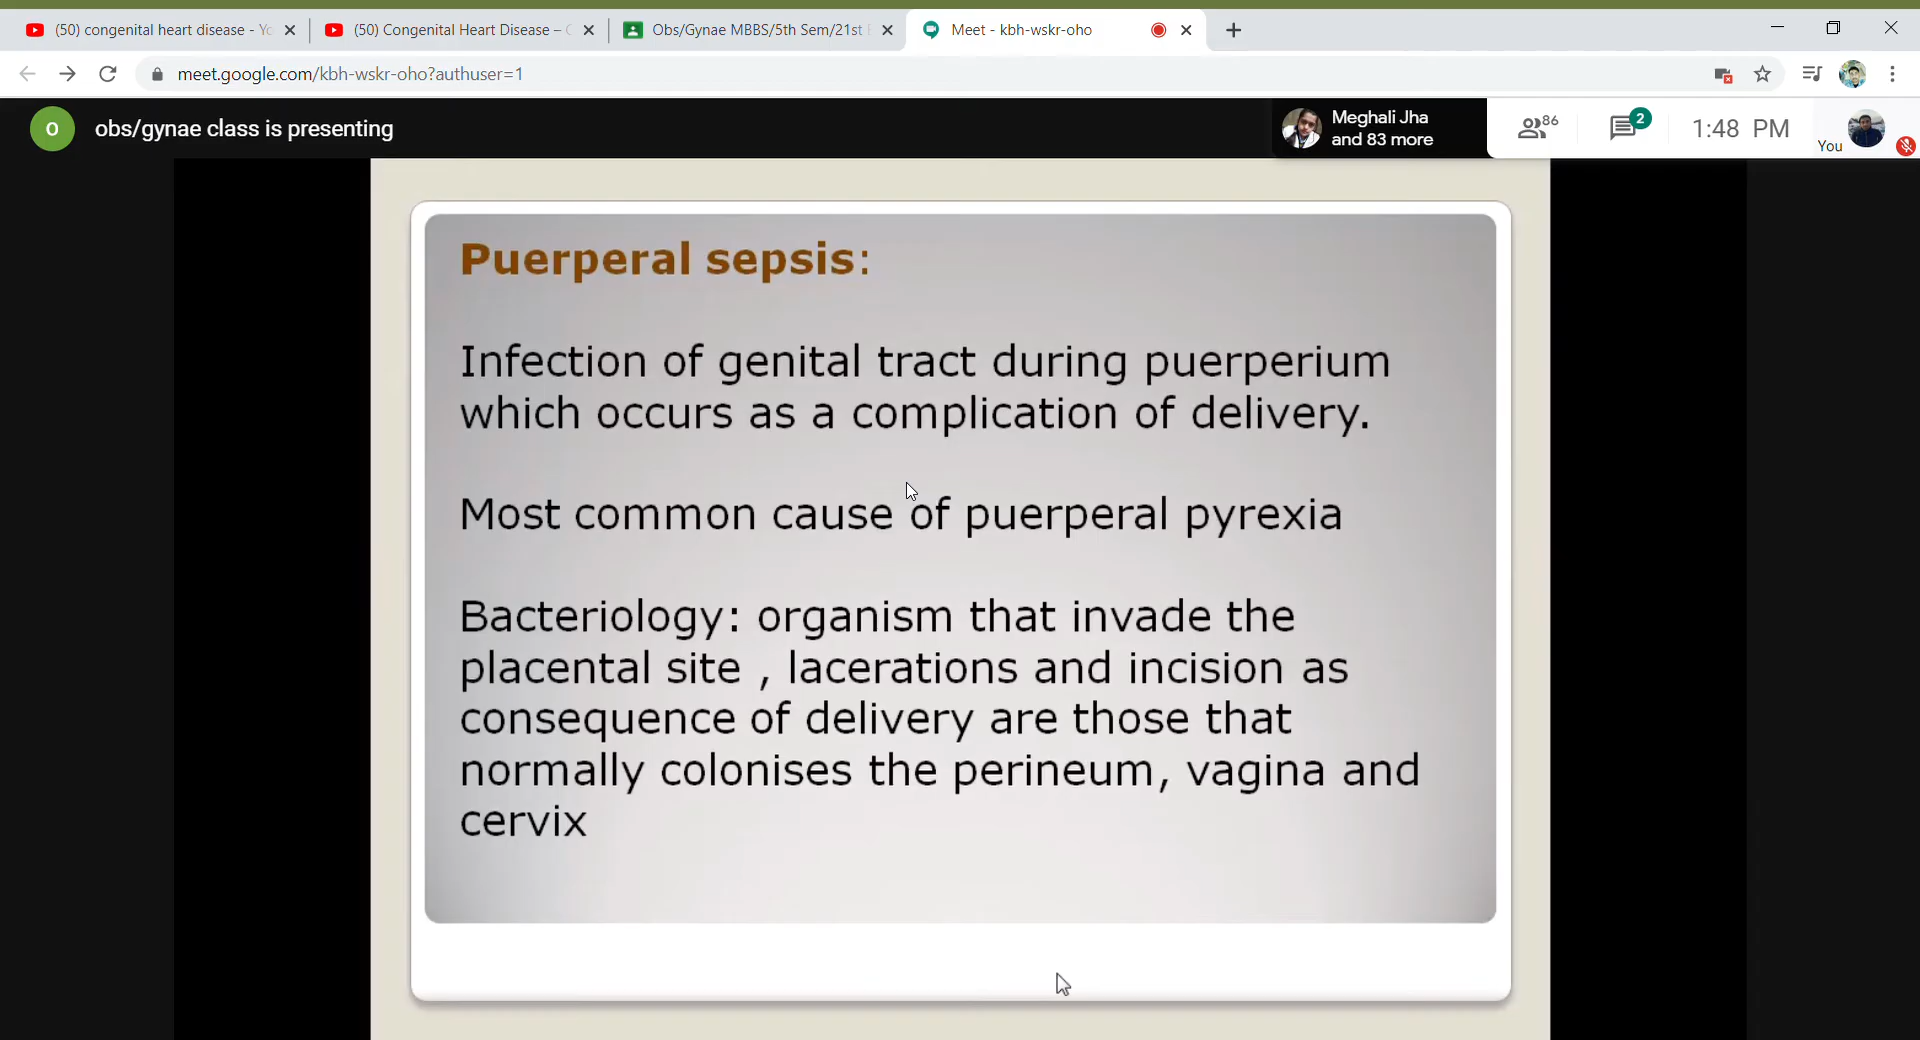 (50) congenital heart disease - Yo
(50) Congenital Heart Disease –
Obs/Gynae MBBS/5th Sem/21st
Meet - kbh-wskr-oho
meet.google.com/kbh-wskr-oho?authuser=1
O
obs/gynae class is presenting
Meghali Jha
and 83 more
86
2
1:48 PM
You
Puerperal sepsis:
Infection of genital tract during puerperium
which occurs as a complication of delivery.
Most common cause of puerperal pyrexia
Bacteriology: organism that invade the
placental site , lacerations and incision as
consequence of delivery are those that
normally colonises the perineum, vagina and
cervix